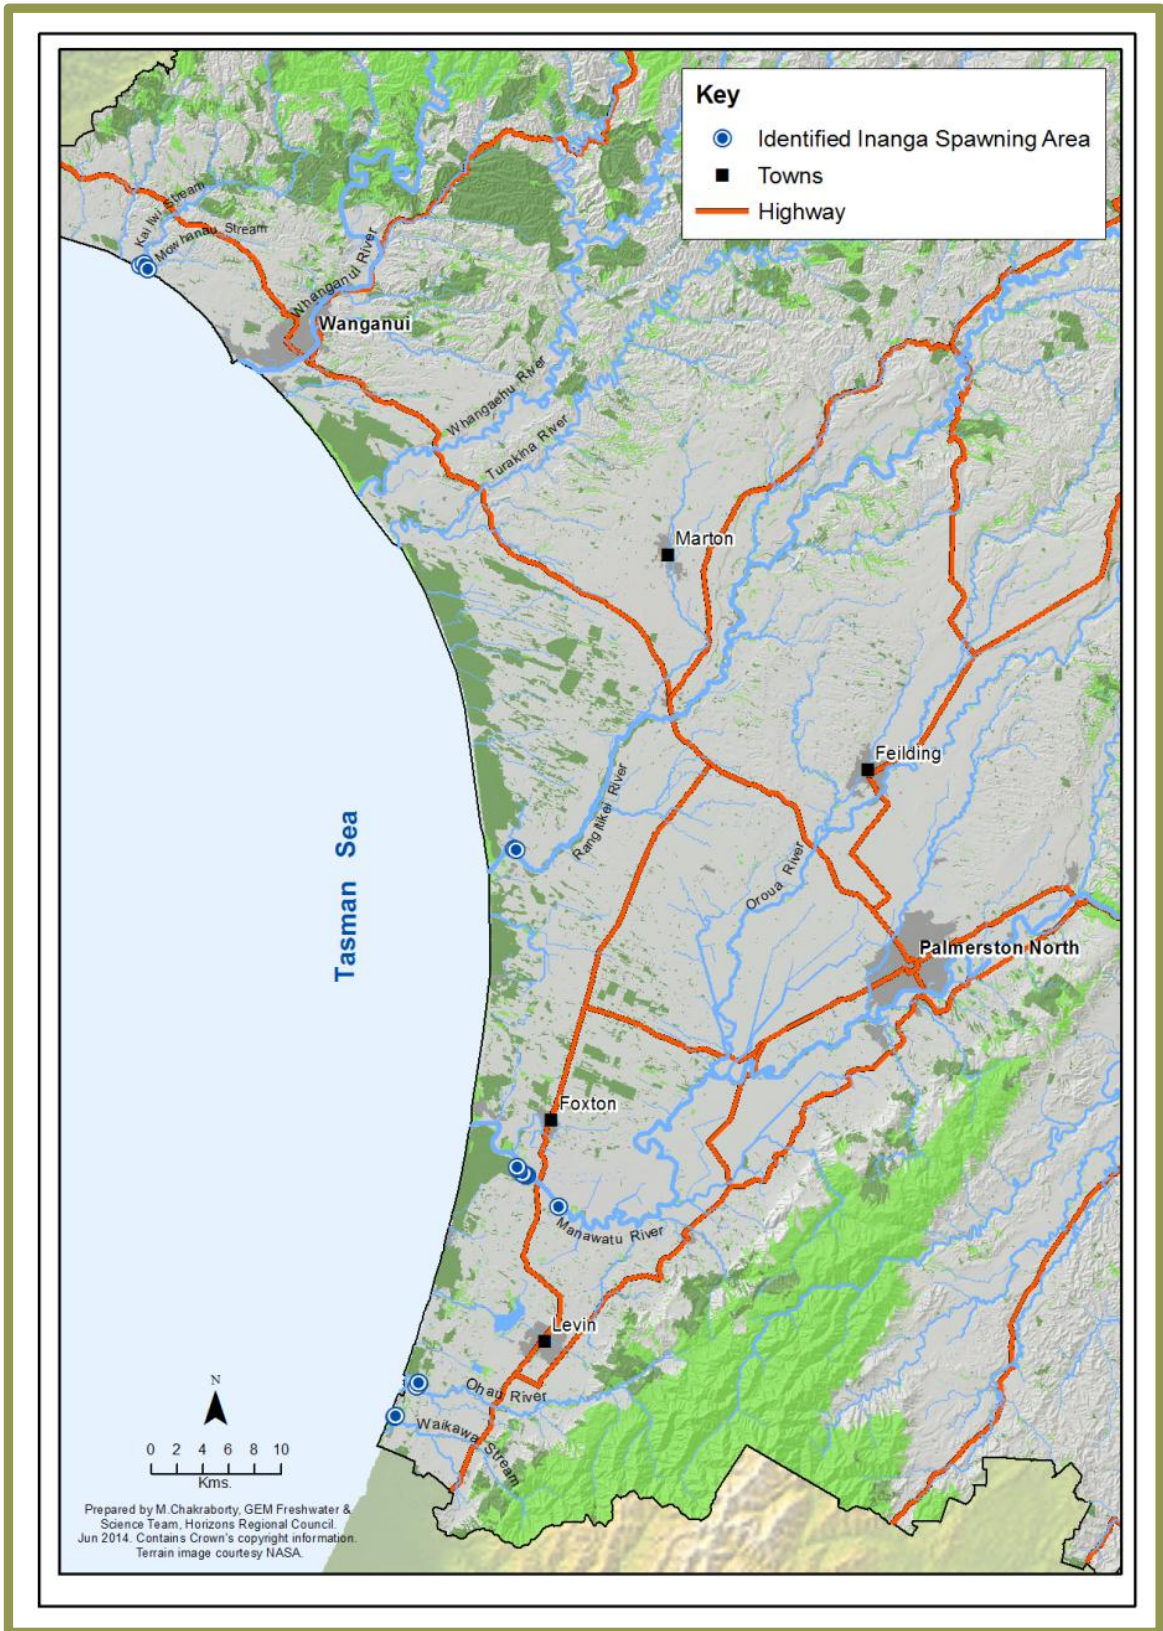 Key
Identified Inanga Spawning Area
Towns
Highway
Kai Iwi Stream
Mowhanau Stream
Whanganui River
Wanganui
Whangaehu River
Turakina River
Marton
Feilding
Rangitikei River
Oroua River
Tasman Sea
Palmerston North
Foxton
Manawatu River
Levin
Ohau River
Waikawa Stream
N
0 2 4 6 8 10
Kms.
Prepared by M.Chakraborty, GEM Freshwater &
Science Team, Horizons Regional Council.
Jun 2014. Contains Crown's copyright information.
Terrain image courtesy NASA.